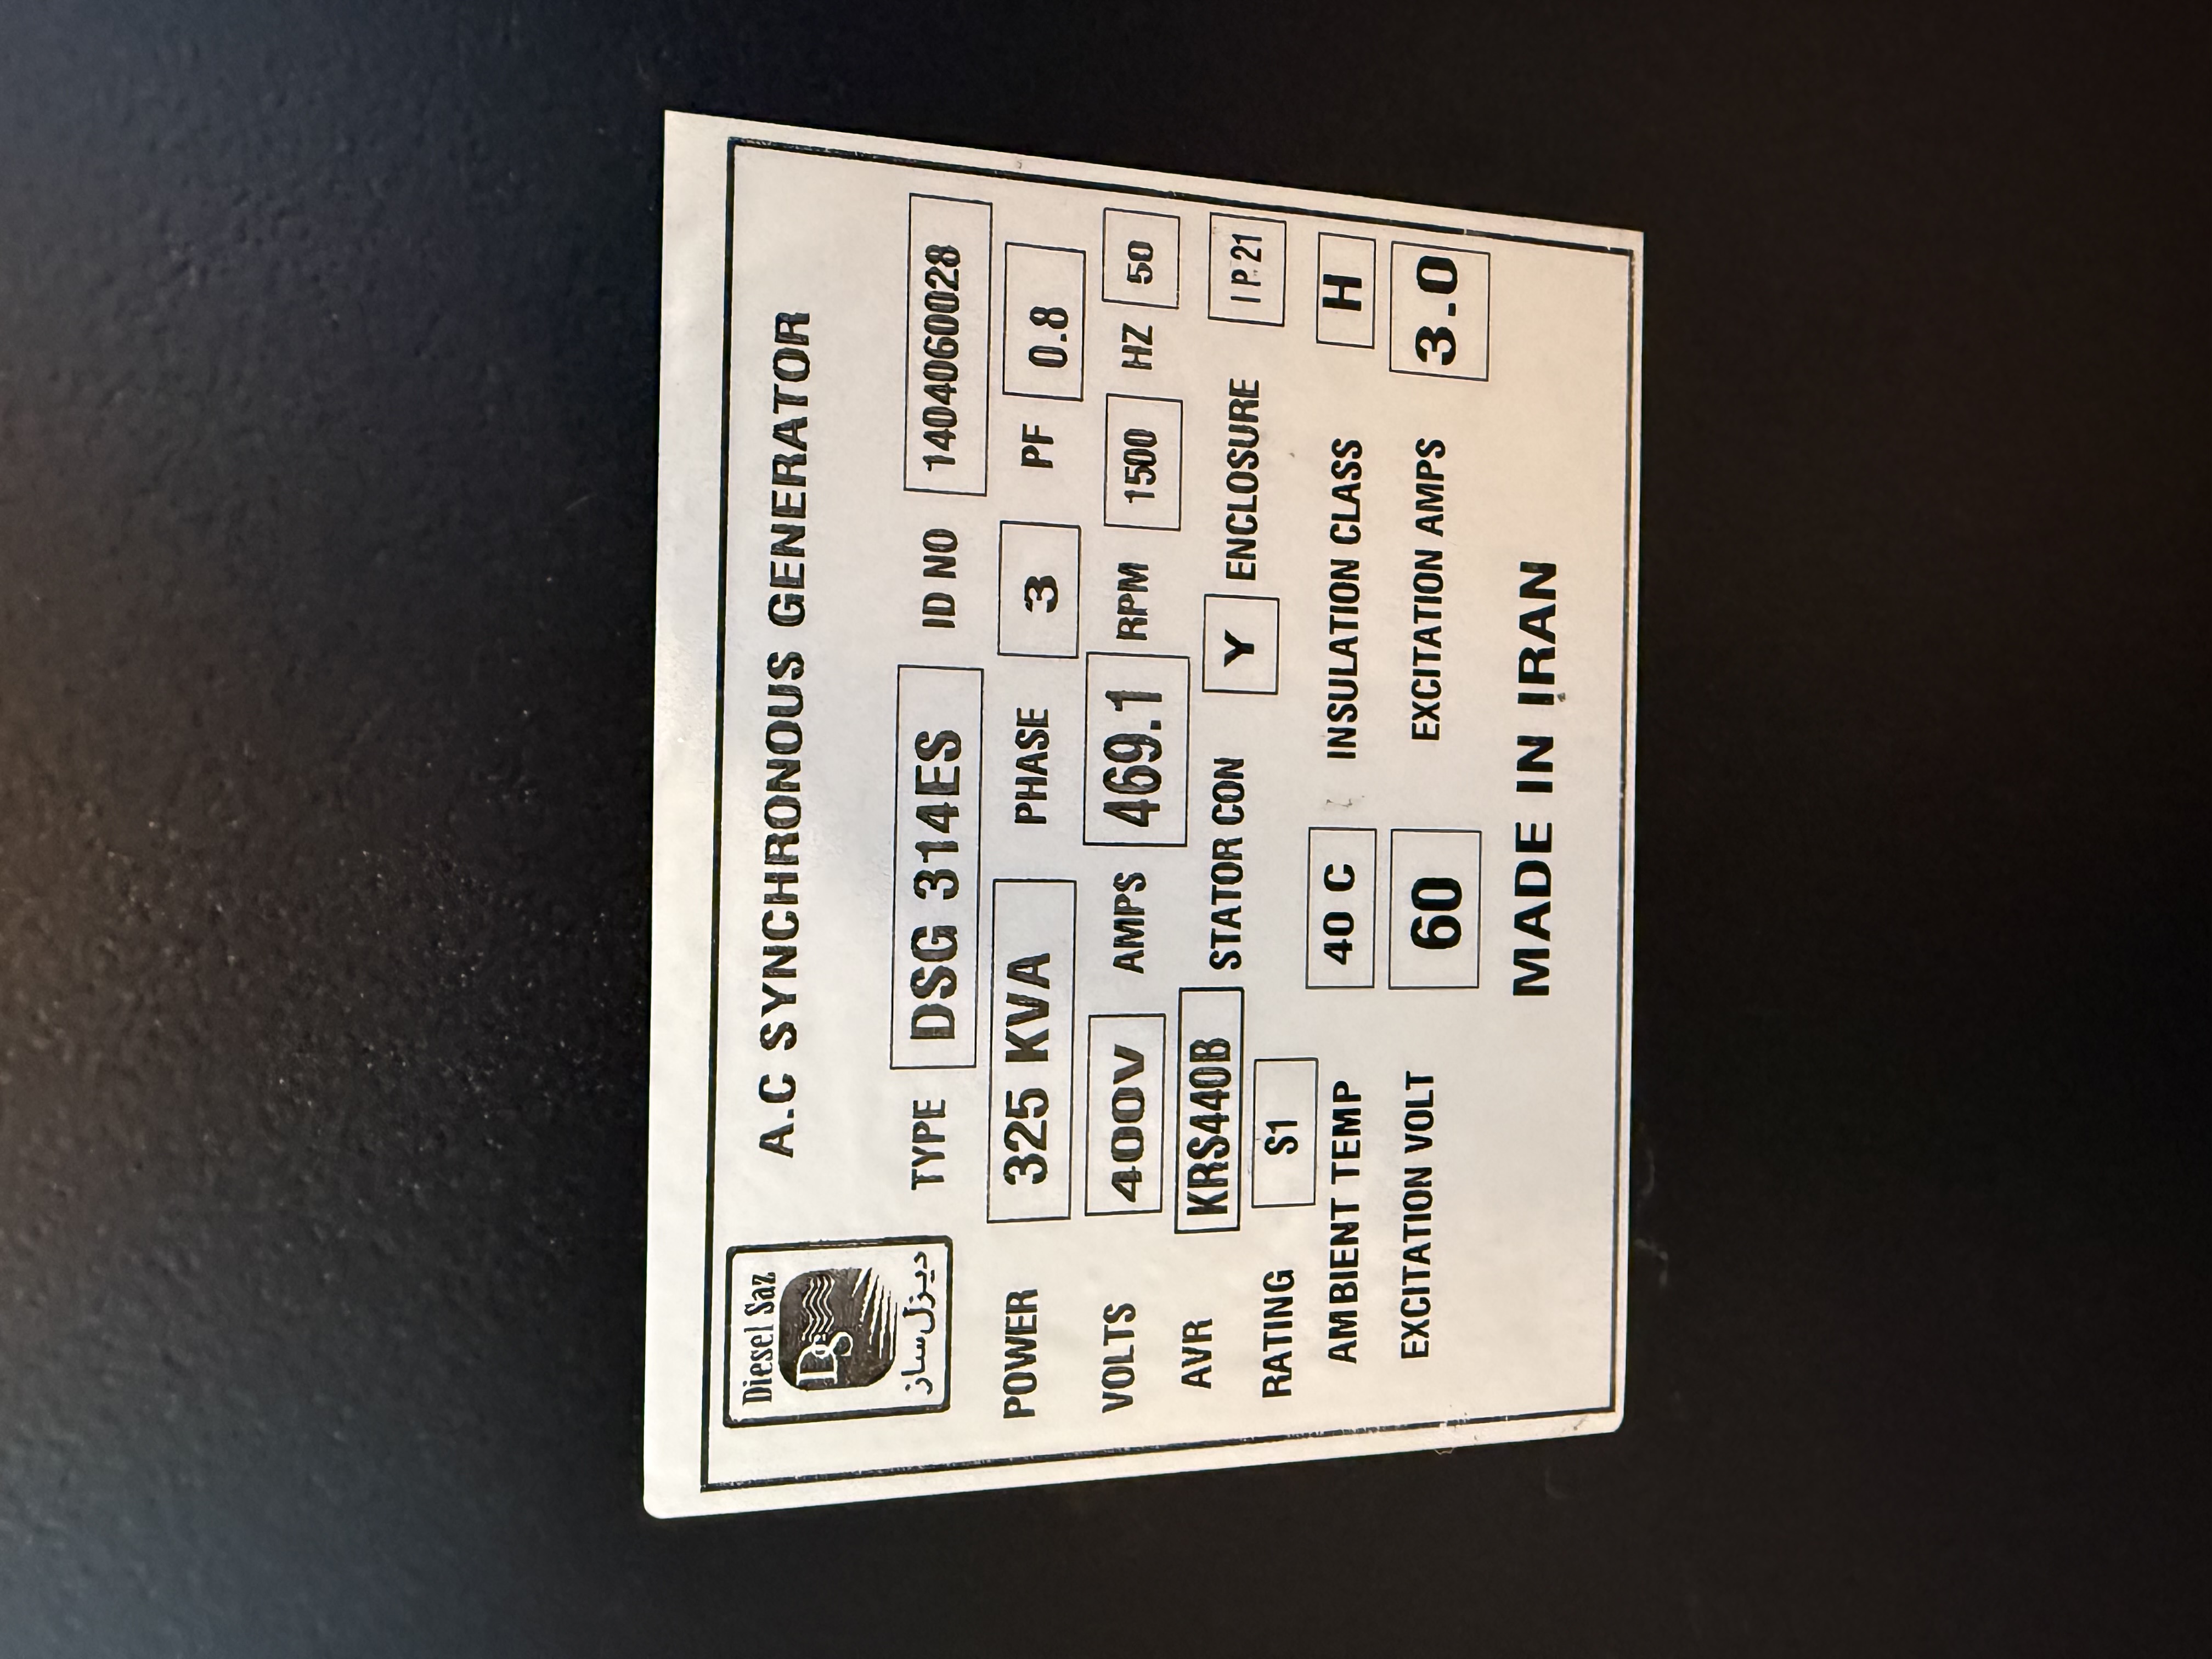 Diesel Saz
Ds
دیزل ساز
A.C SYNCHRONOUS GENERATOR
TYPE DSG 314ES ID NO 1404060028
POWER 325 KVA PHASE 3 PF 0.8
VOLTS 400V AMPS 469.1 RPM 1500 HZ 50
AVR KRS440B STATOR CON Y ENCLOSURE IP21
RATING S1
AMBIENT TEMP 40 C INSULATION CLASS H
EXCITATION VOLT 60 EXCITATION AMPS 3.0
MADE IN IRAN